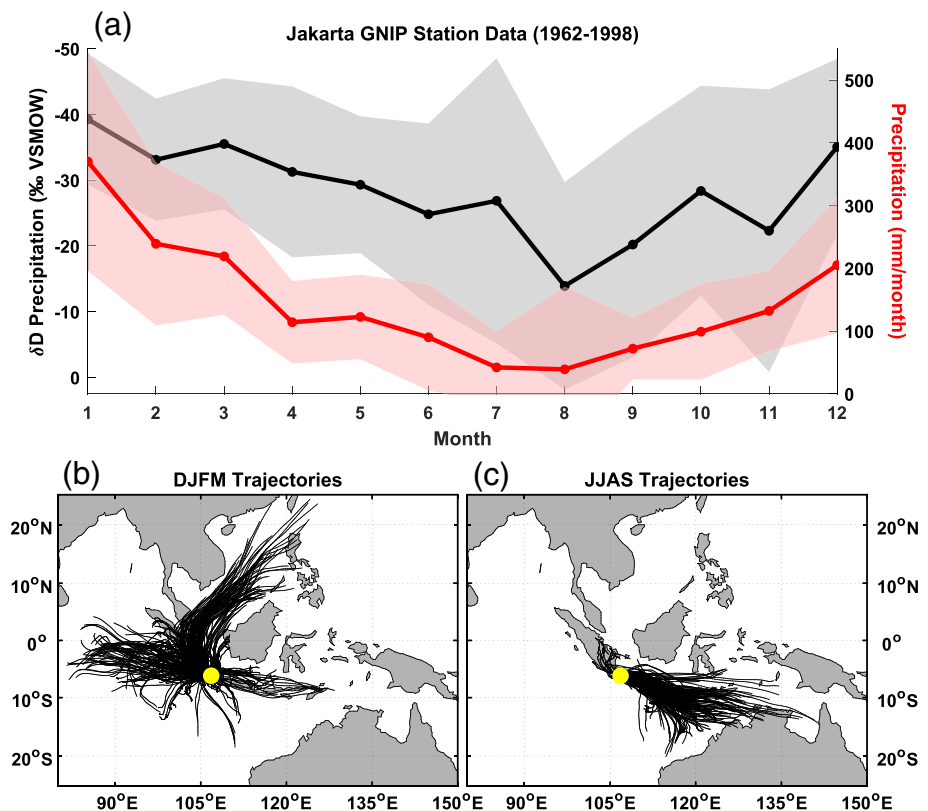 (a)
Jakarta GNIP Station Data (1962-1998)
δD Precipitation (‰ VSMOW)
-50
-40
-30
-20
-10
0
500
400
300
200
100
0
Precipitation (mm/month)
1 2 3 4 5 6 7 8 9 10 11 12
Month
(b)
DJFM Trajectories
20°N
10°N
0°
10°S
20°S
90°E 105°E 120°E 135°E 150°E
(c)
JJAS Trajectories
20°N
10°N
0°
10°S
20°S
90°E 105°E 120°E 135°E 150°E